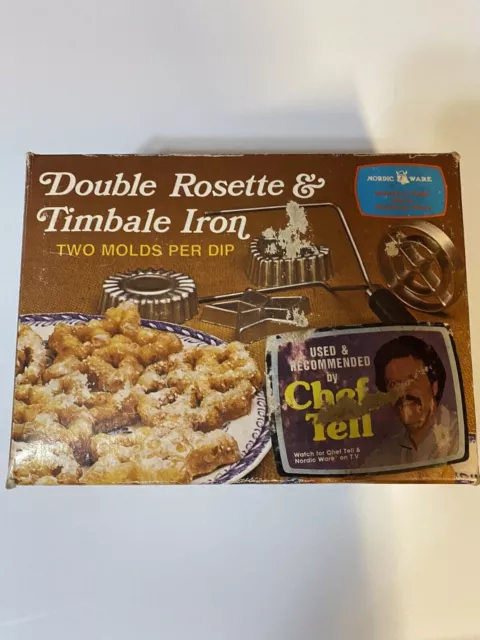 Double Rosette &
Timbale Iron
TWO MOLDS PER DIP
NORDIC WARE
USED &
RECOMMENDED
by
Chef
Tell
Watch for Chef Tell &
Nordic Ware on T.V.